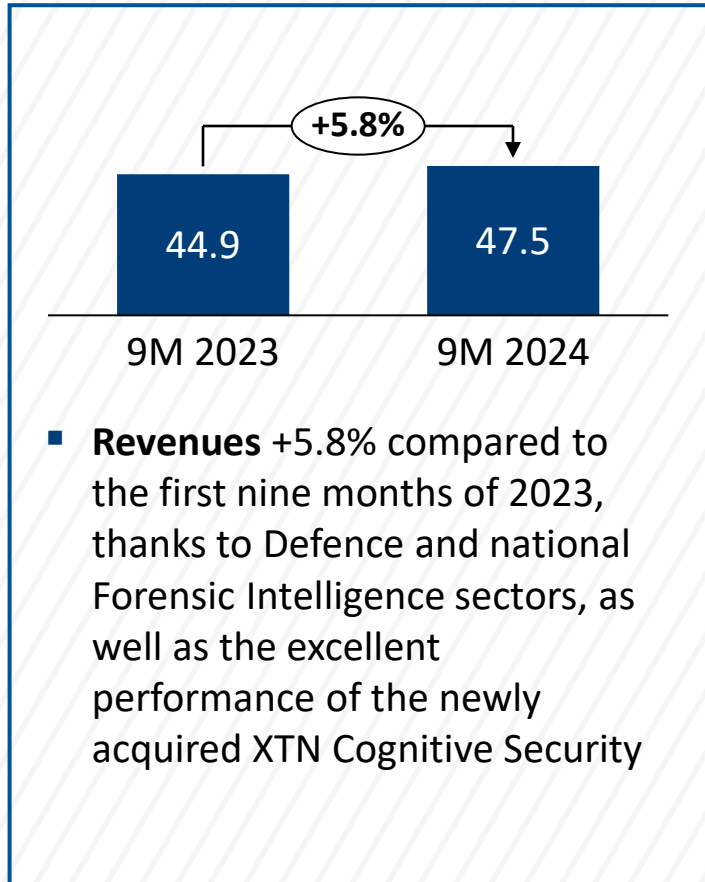 +5.8%
44.9
47.5
9M 2023
9M 2024
▪ Revenues +5.8% compared to
the first nine months of 2023,
thanks to Defence and national
Forensic Intelligence sectors, as
well as the excellent
performance of the newly
acquired XTN Cognitive Security